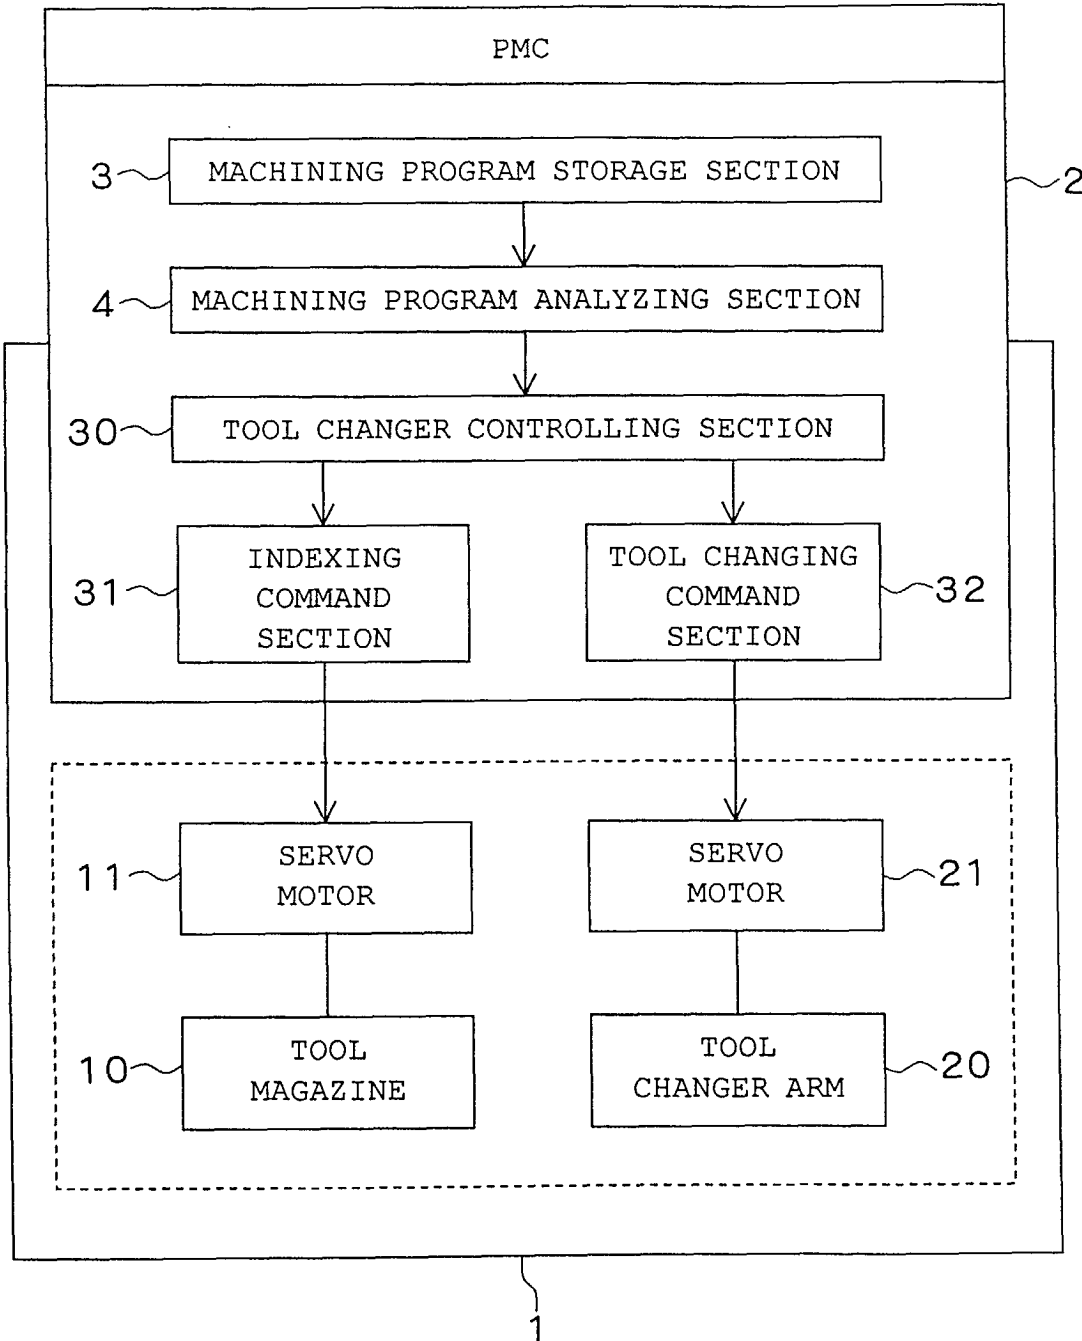 PMC
3
MACHINING PROGRAM STORAGE SECTION
2
4
MACHINING PROGRAM ANALYZING SECTION
30
TOOL CHANGER CONTROLLING SECTION
31
INDEXING
COMMAND
SECTION
TOOL CHANGING
COMMAND
SECTION
32
11
SERVO
MOTOR
SERVO
MOTOR
21
10
TOOL
MAGAZINE
TOOL
CHANGER ARM
20
1